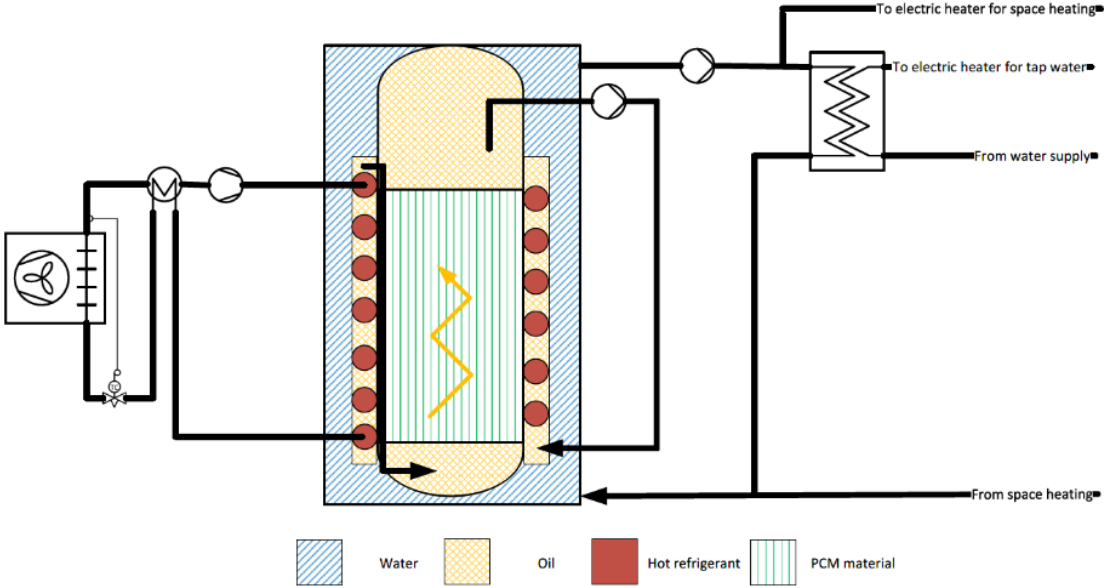 To electric heater for space heating
To electric heater for tap water
From water supply
TC
From space heating
Water
Oil
Hot refrigerant
PCM material